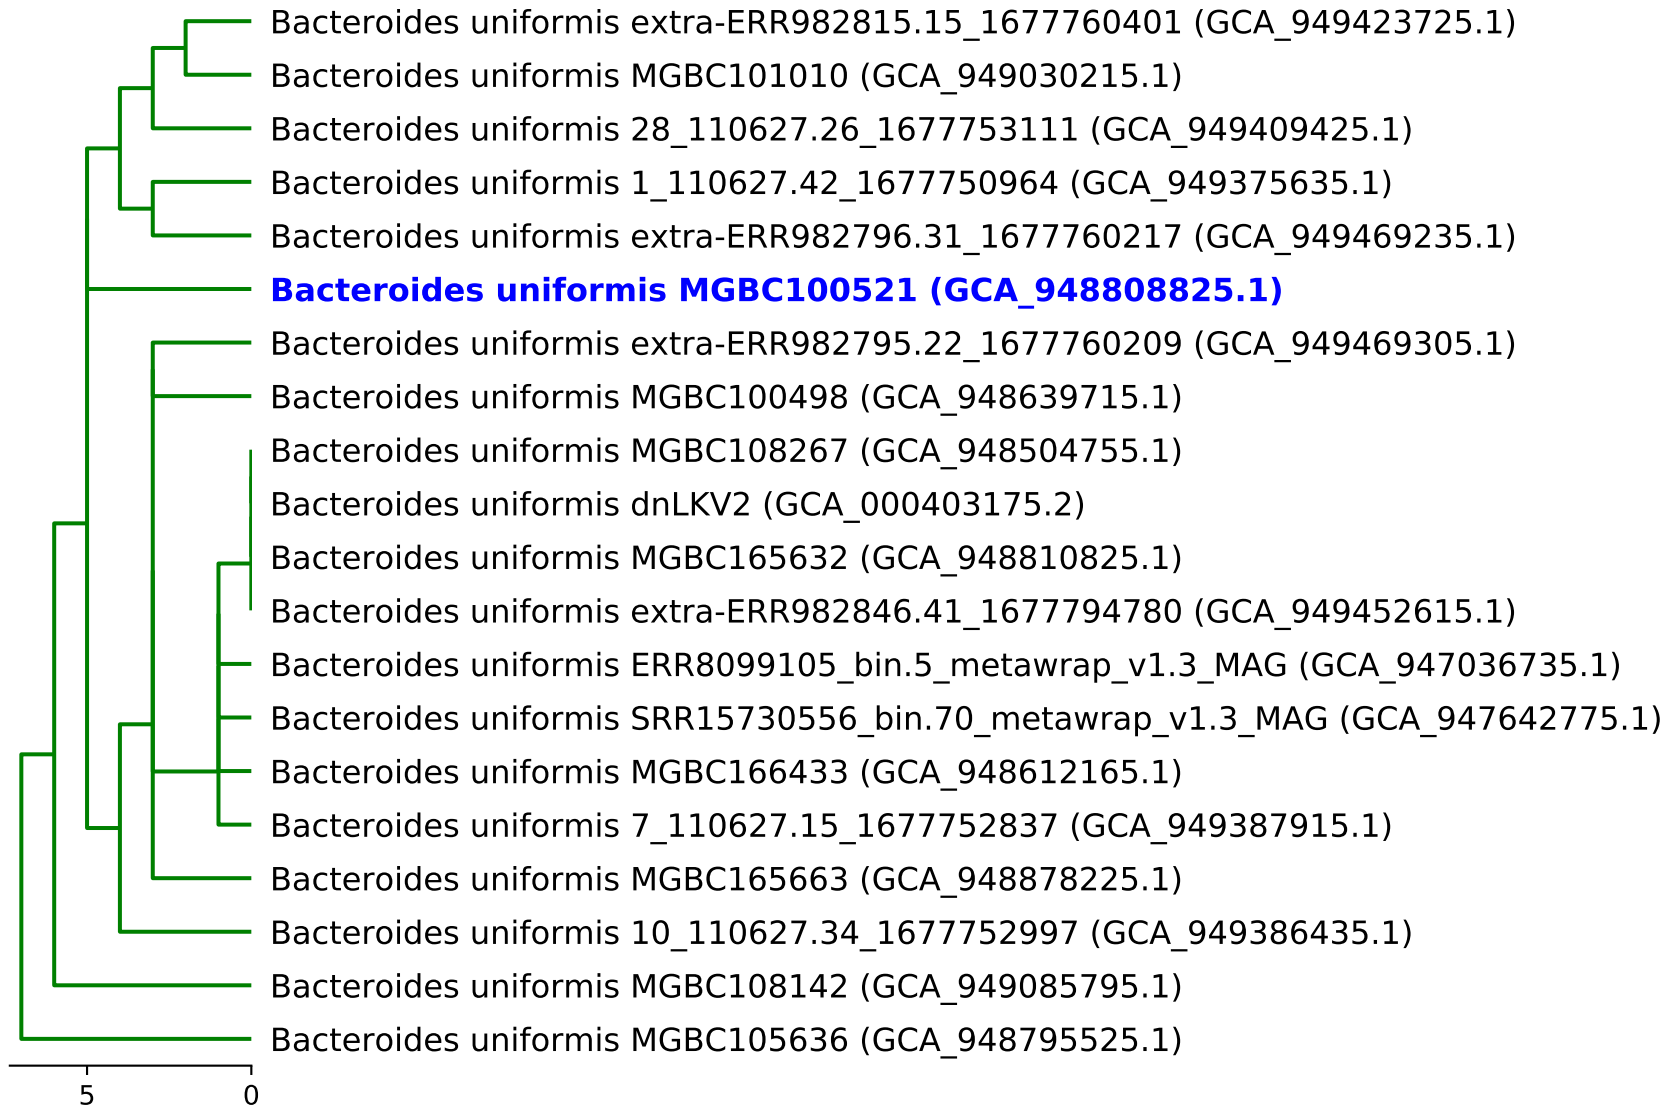 Bacteroides uniformis extra-ERR982815.15_1677760401 (GCA_949423725.1)
Bacteroides uniformis MGBC101010 (GCA_949030215.1)
Bacteroides uniformis 28_110627.26_1677753111 (GCA_949409425.1)
Bacteroides uniformis 1_110627.42_1677750964 (GCA_949375635.1)
Bacteroides uniformis extra-ERR982796.31_1677760217 (GCA_949469235.1)
Bacteroides uniformis MGBC100521 (GCA_948808825.1)
Bacteroides uniformis extra-ERR982795.22_1677760209 (GCA_949469305.1)
Bacteroides uniformis MGBC100498 (GCA_948639715.1)
Bacteroides uniformis MGBC108267 (GCA_948504755.1)
Bacteroides uniformis dnLKV2 (GCA_000403175.2)
Bacteroides uniformis MGBC165632 (GCA_948810825.1)
Bacteroides uniformis extra-ERR982846.41_1677794780 (GCA_949452615.1)
Bacteroides uniformis ERR8099105_bin.5_metawrap_v1.3_MAG (GCA_947036735.1)
Bacteroides uniformis SRR15730556_bin.70_metawrap_v1.3_MAG (GCA_947642775.1)
Bacteroides uniformis MGBC166433 (GCA_948612165.1)
Bacteroides uniformis 7_110627.15_1677752837 (GCA_949387915.1)
Bacteroides uniformis MGBC165663 (GCA_948878225.1)
Bacteroides uniformis 10_110627.34_1677752997 (GCA_949386435.1)
Bacteroides uniformis MGBC108142 (GCA_949085795.1)
Bacteroides uniformis MGBC105636 (GCA_948795525.1)
5 0